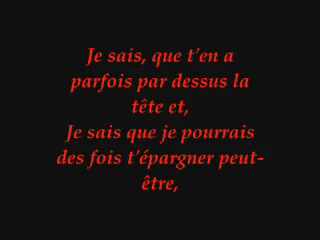 Je sais, que t'en a
parfois par dessus la
tête et,
Je sais que je pourrais
des fois t'épargner peut-
être,